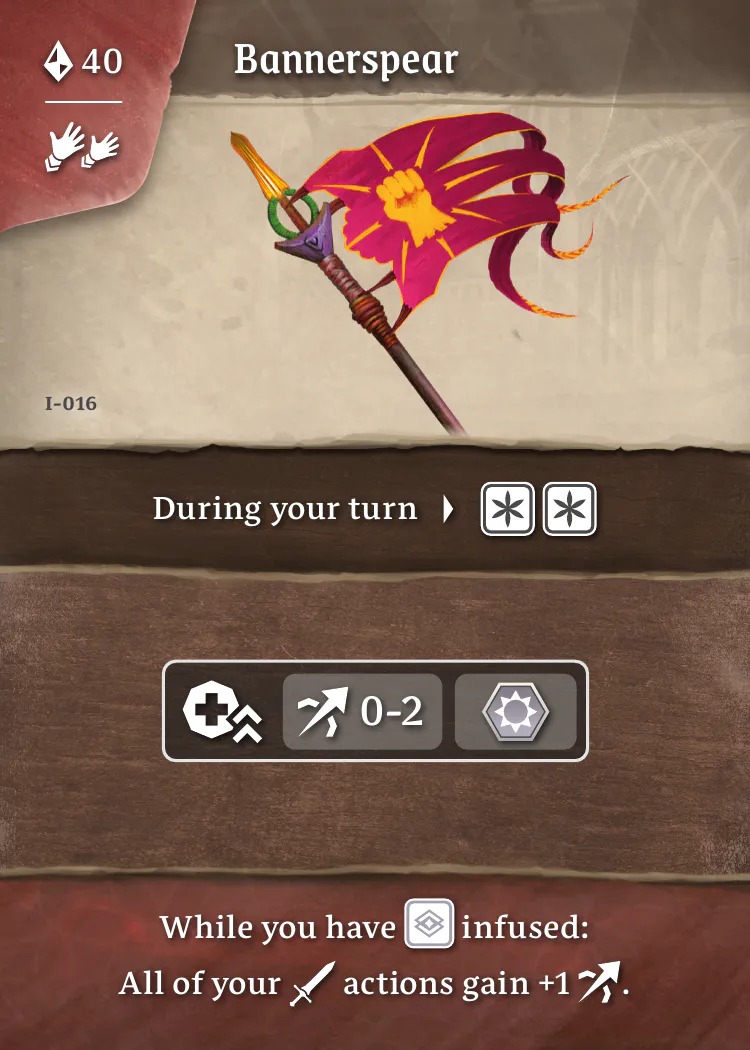 40
Bannerspear
I-016
During your turn
0-2
While you have infused:
All of your actions gain +1 .